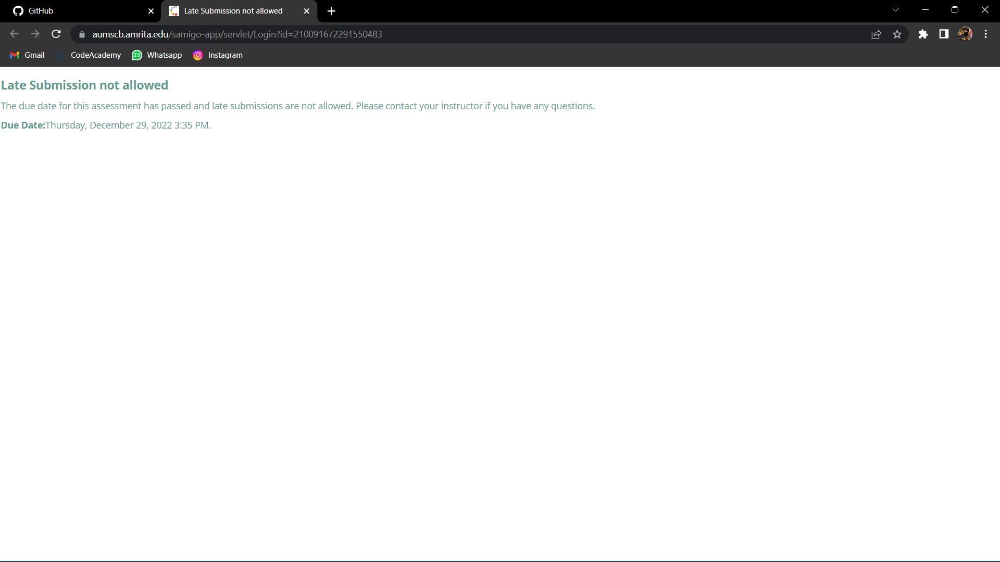 GitHub
Late Submission not allowed
aumscb.amrita.edu/samigo-app/servlet/Login?id=210091672291550483
Gmail
CodeAcademy
23
Whatsapp
Instagram
Late Submission not allowed
The due date for this assessment has passed and late submissions are not allowed. Please contact your instructor if you have any questions.
Due Date:Thursday, December 29, 2022 3:35 PM.